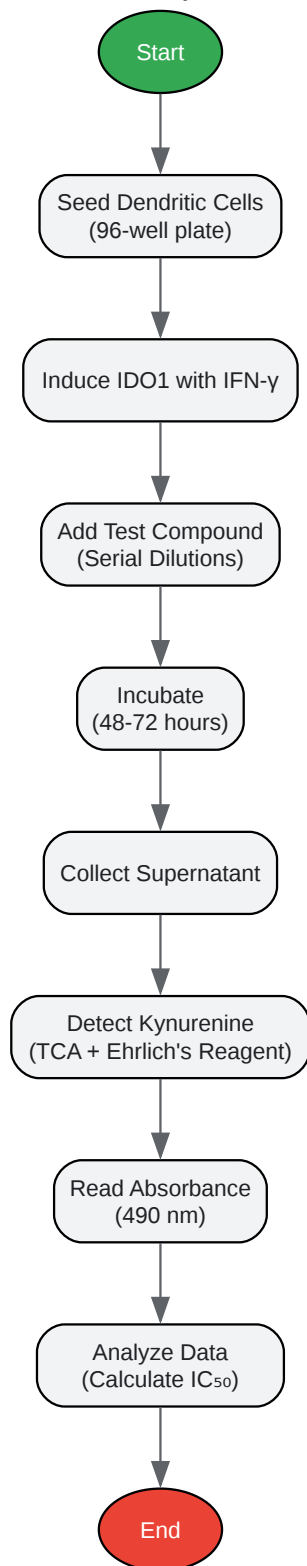 Start
Seed Dendritic Cells
(96-well plate)
Induce IDO1 with IFN-γ
Add Test Compound
(Serial Dilutions)
Incubate
(48-72 hours)
Collect Supernatant
Detect Kynurenine
(TCA + Ehrlich's Reagent)
Read Absorbance
(490 nm)
Analyze Data
(Calculate IC₅₀)
End